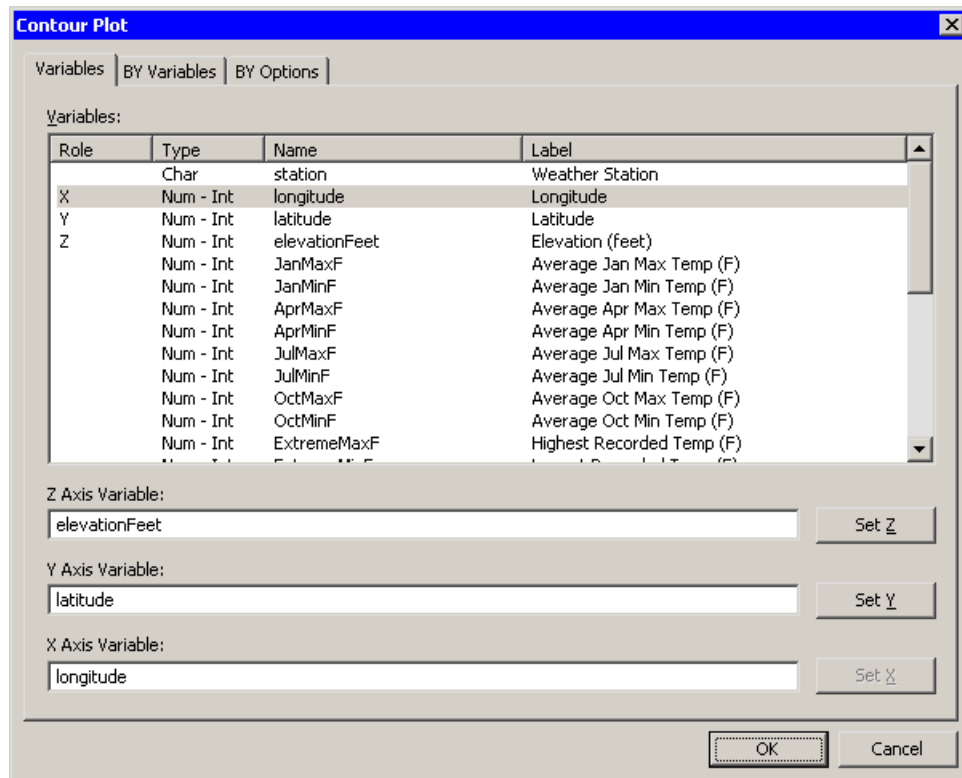 Contour Plot
Variables BY Variables BY Options
Variables:
Role Type Name Label
Char station Weather Station
X Num - Int longitude Longitude
Y Num - Int latitude Latitude
Z Num - Int elevationFeet Elevation (feet)
Num - Int JanMaxF Average Jan Max Temp (F)
Num - Int JanMinF Average Jan Min Temp (F)
Num - Int AprMaxF Average Apr Max Temp (F)
Num - Int AprMinF Average Apr Min Temp (F)
Num - Int JulMaxF Average Jul Max Temp (F)
Num - Int JulMinF Average Jul Min Temp (F)
Num - Int OctMaxF Average Oct Max Temp (F)
Num - Int OctMinF Average Oct Min Temp (F)
Num - Int ExtremeMaxF Highest Recorded Temp (F)
Z Axis Variable:
elevationFeet Set Z
Y Axis Variable:
latitude Set Y
X Axis Variable:
longitude Set X
OK Cancel